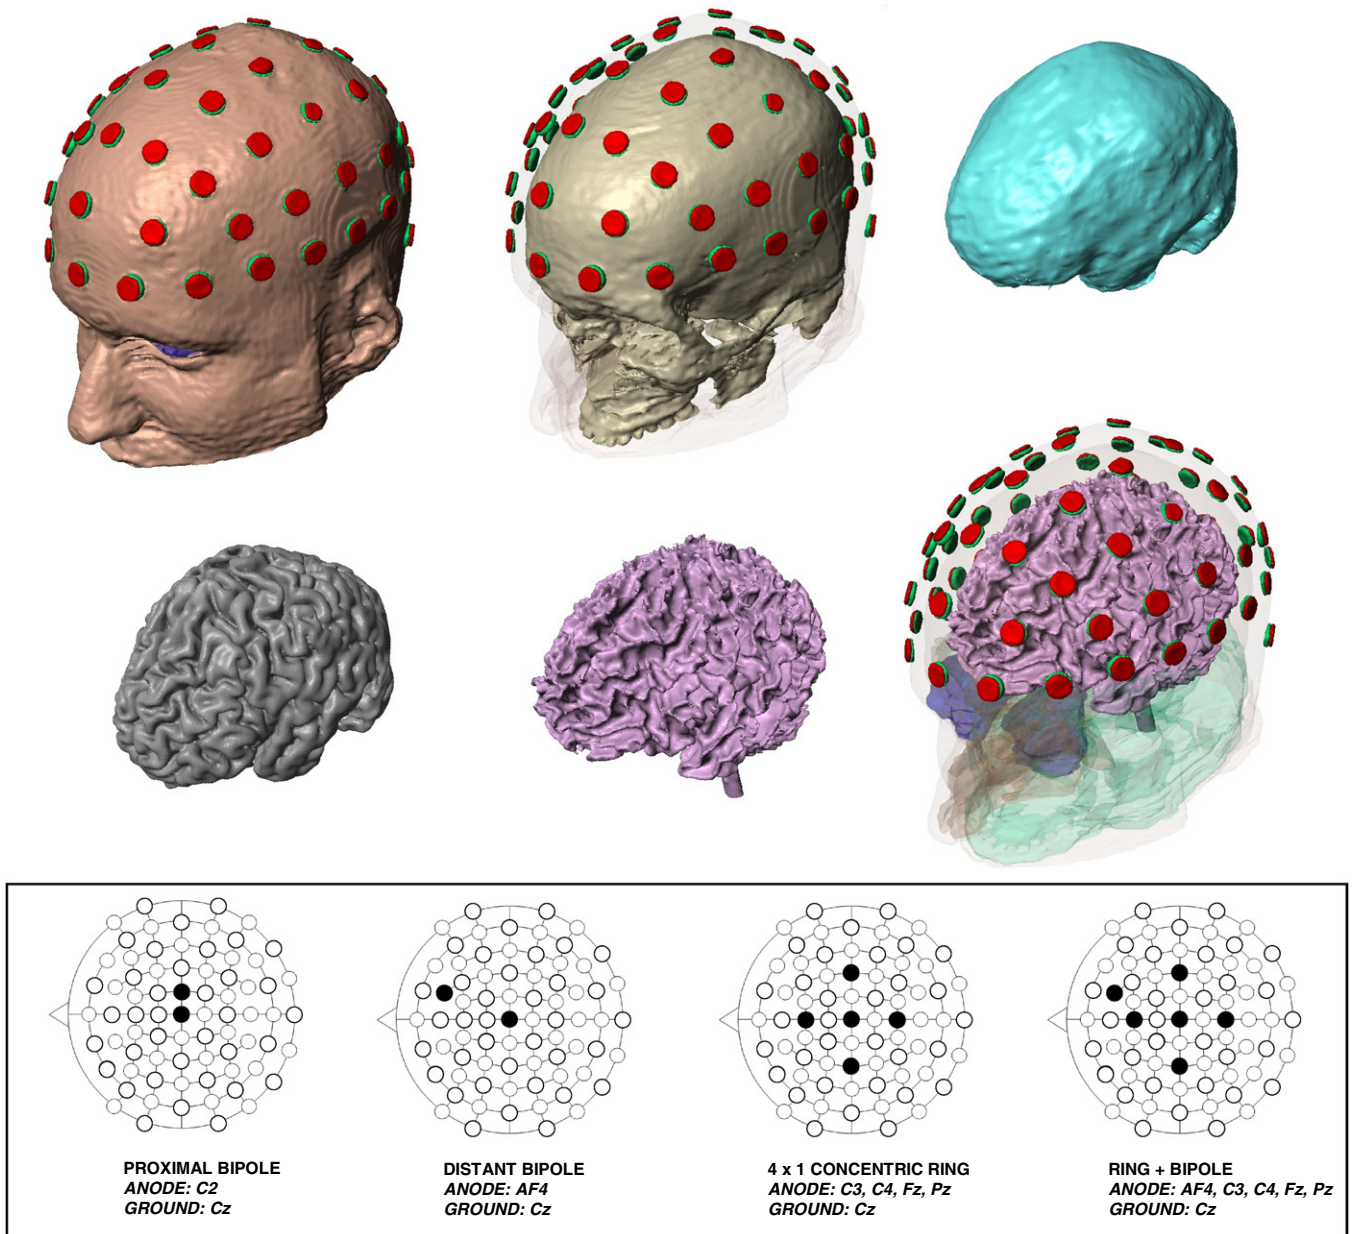 PROXIMAL BIPOLE
ANODE: C2
GROUND: Cz
DISTANT BIPOLE
ANODE: AF4
GROUND: Cz
4 x 1 CONCENTRIC RING
ANODE: C3, C4, Fz, Pz
GROUND: Cz
RING + BIPOLE
ANODE: AF4, C3, C4, Fz, Pz
GROUND: Cz